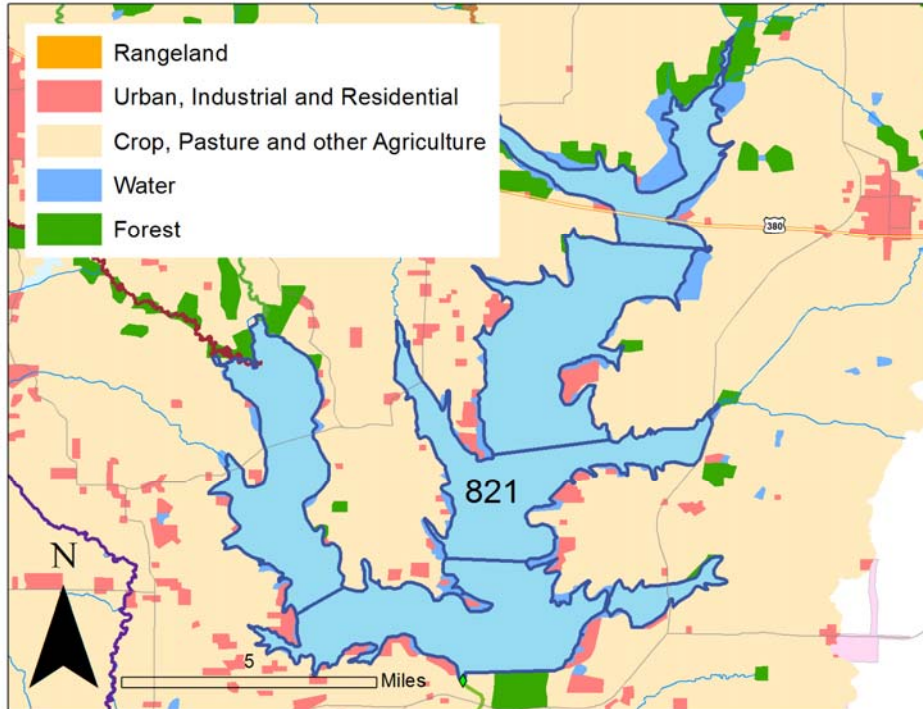 Rangeland
Urban, Industrial and Residential
Crop, Pasture and other Agriculture
Water
Forest
380
821
N
5
Miles